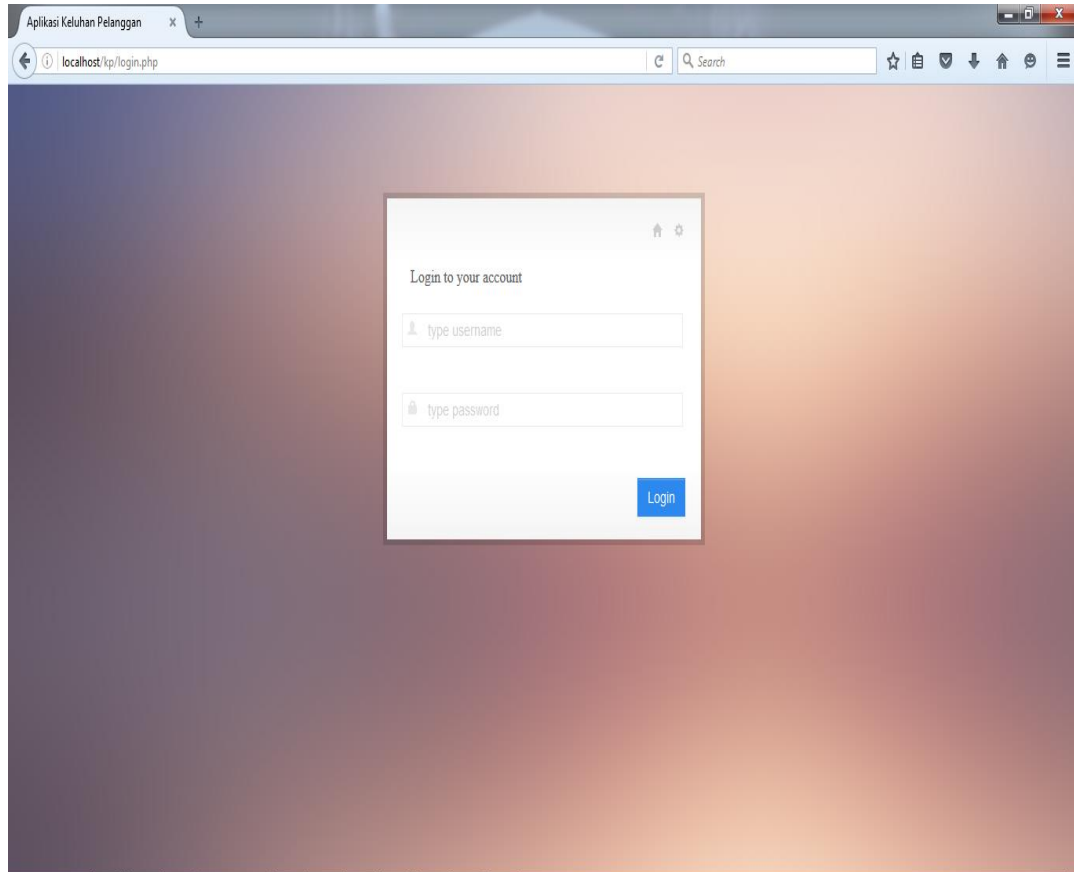 Aplikasi Keluhan Pelanggan
localhost/kp/login.php
Search
Login to your account
type username
type password
Login